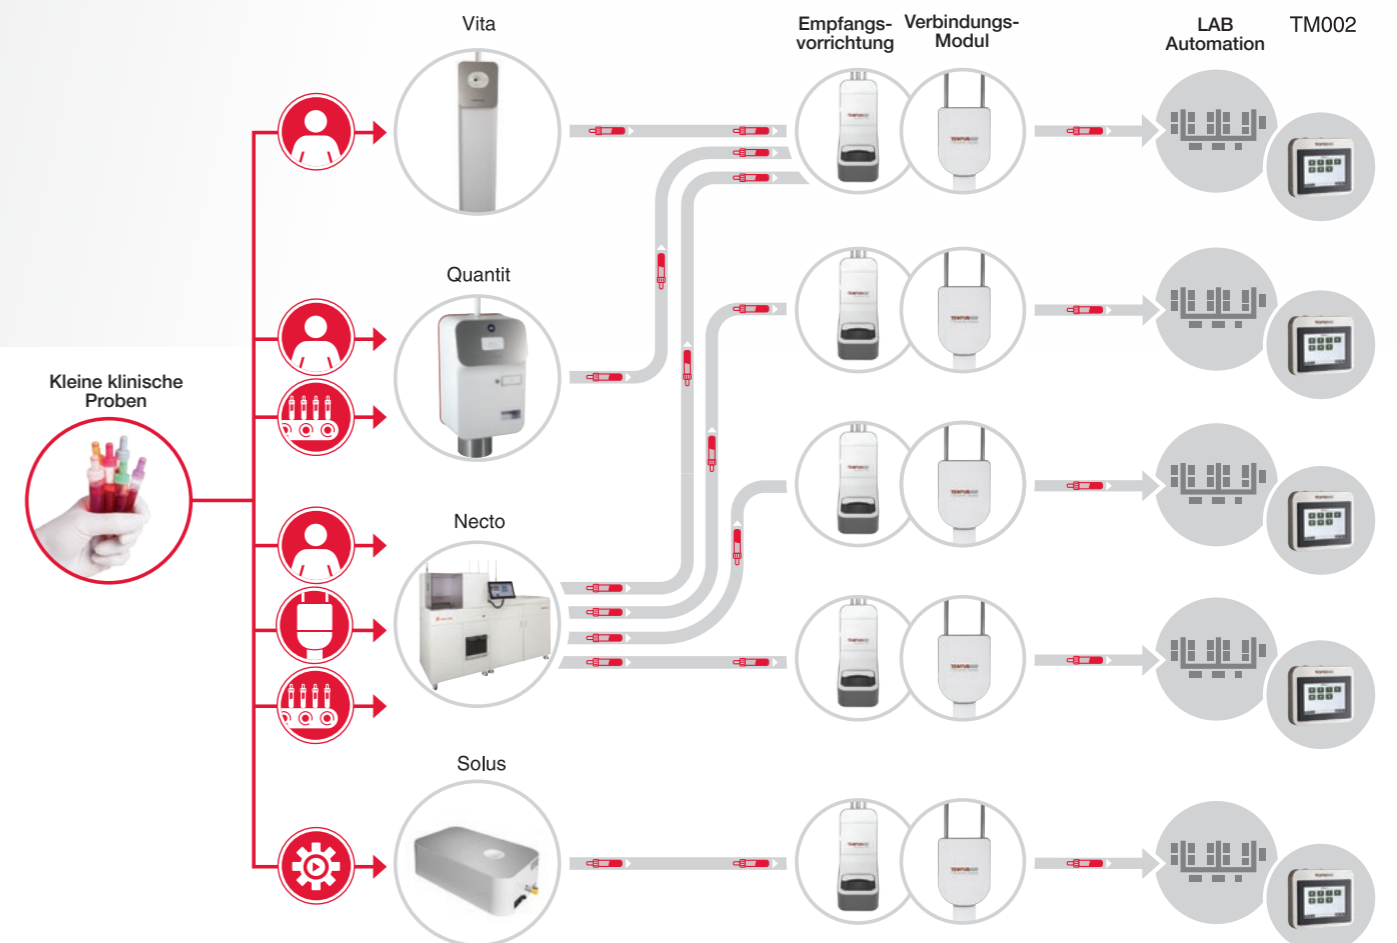 Vita
Empfangs-
vorrichtung
Verbindungs-
Modul
LAB
Automation
TM002
Quantit
Kleine klinische
Proben
Necto
Solus